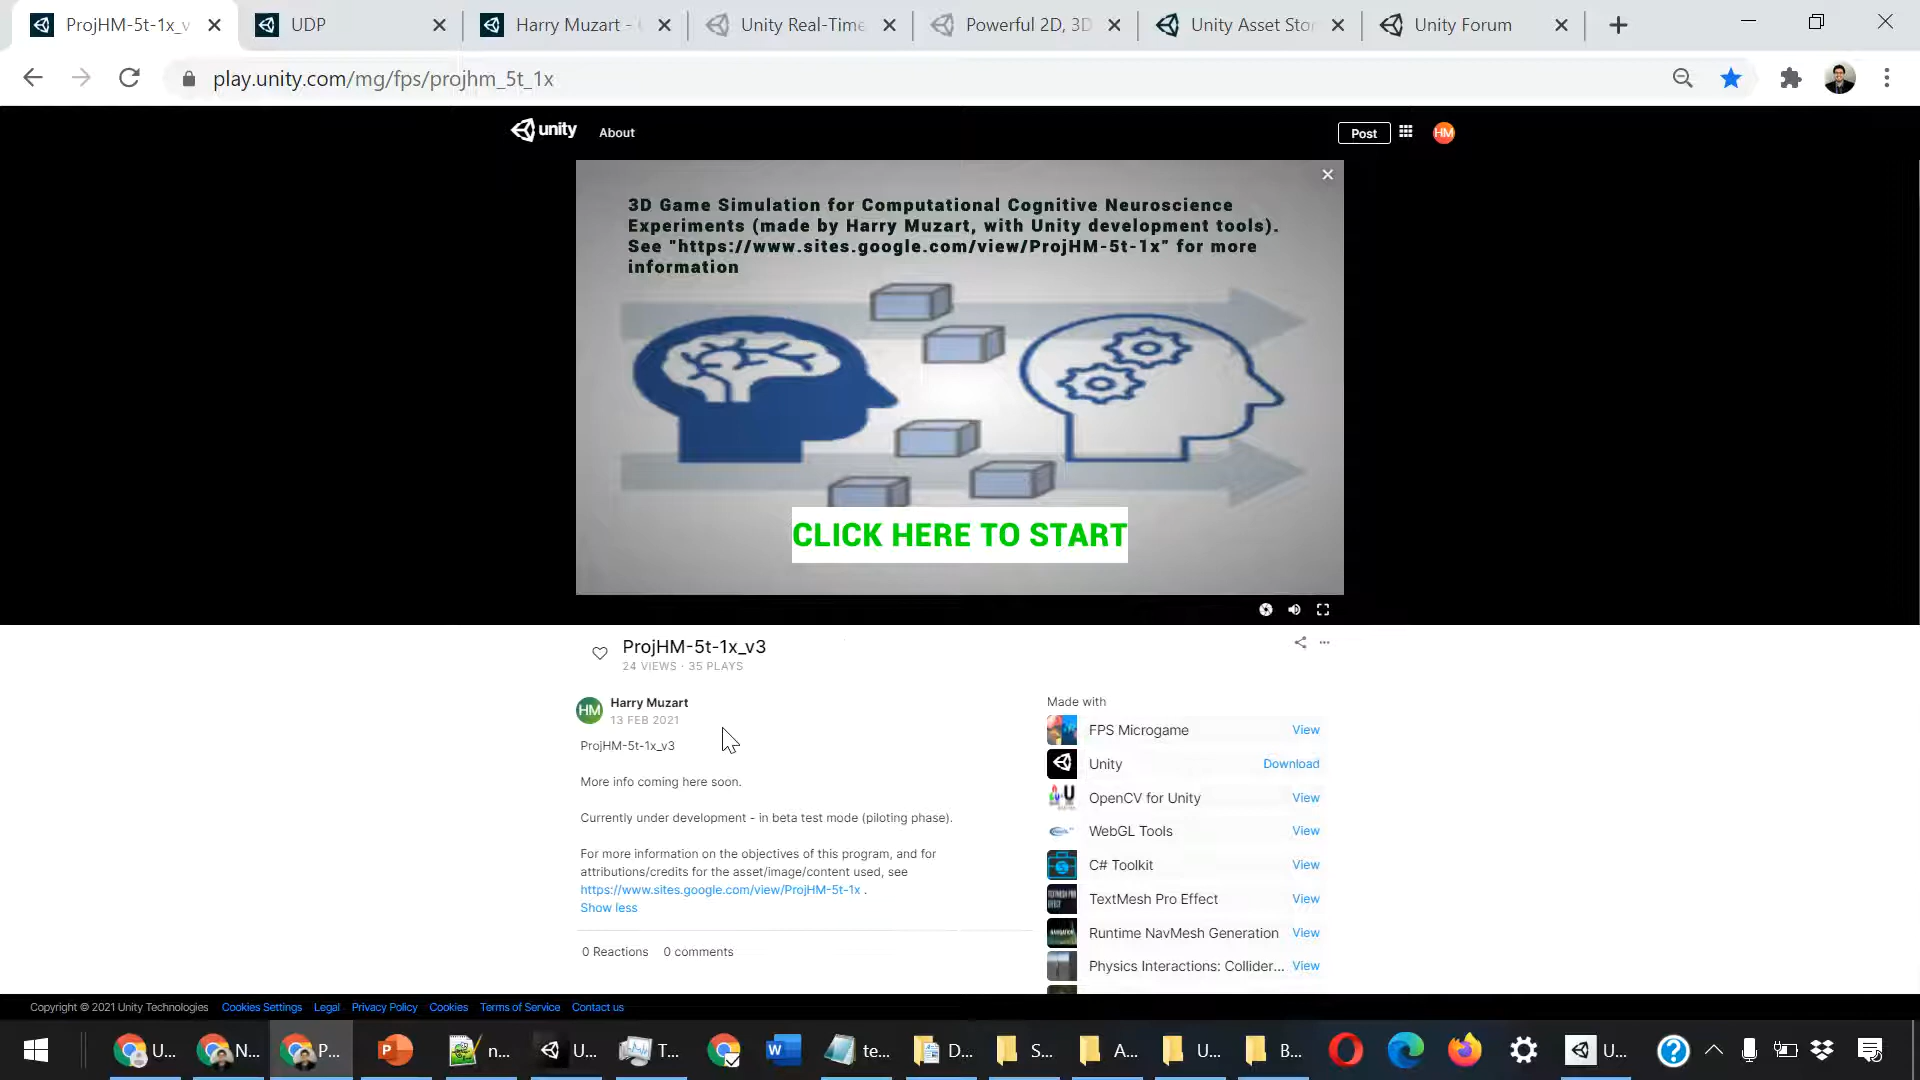 ProjHM-5t-1x_v
UDP
Harry Muzart -
Unity Real-Time
Powerful 2D, 3D
Unity Asset Stor
Unity Forum
play.unity.com/mg/fps/projhm_5t_1x
unity
About
Post
HM
3D Game Simulation for Computational Cognitive Neuroscience
Experiments (made by Harry Muzart, with Unity development tools).
See "https://www.sites.google.com/view/ProjHM-5t-1x" for more
information
CLICK HERE TO START
ProjHM-5t-1x_v3
24 VIEWS · 35 PLAYS
HM
Harry Muzart
13 FEB 2021
ProjHM-5t-1x_v3
More info coming here soon.
Currently under development - in beta test mode (piloting phase).
For more information on the objectives of this program, and for
attributions/credits for the asset/image/content used, see
https://www.sites.google.com/view/ProjHM-5t-1x .
Show less
0 Reactions 0 comments
Made with
FPS Microgame View
Unity Download
OpenCV for Unity View
WebGL Tools View
C# Toolkit View
TextMesh Pro Effect View
Runtime NavMesh Generation View
Physics Interactions: Collider... View
Copyright © 2021 Unity Technologies Cookies Settings Legal Privacy Policy Cookies Terms of Service Contact us
U... N... P... n... U... T... te... D... S... A... U... B... U...